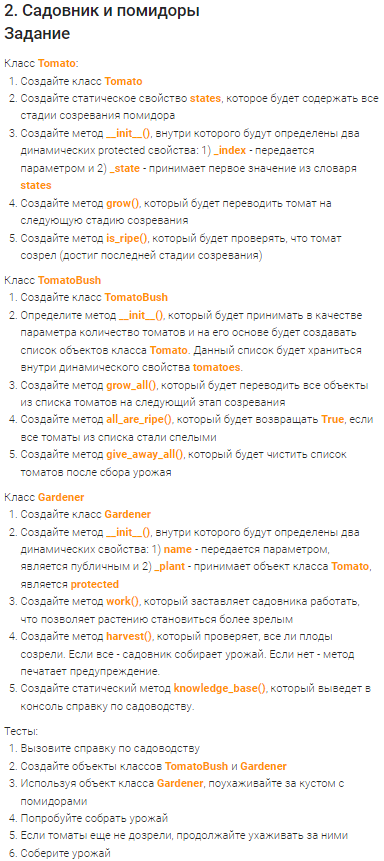 2. Садовник и помидоры
Задание
Класс Tomato:
1. Создайте класс Tomato
2. Создайте статическое свойство states, которое будет содержать все
стадии созревания помидора
3. Создайте метод __init__(), внутри которого будут определены два
динамических protected свойства: 1) _index - передается
параметром и 2) _state - принимает первое значение из словаря
states
4. Создайте метод grow(), который будет переводить томат на
следующую стадию созревания
5. Создайте метод is_ripe(), который будет проверять, что томат
созрел (достиг последней стадии созревания)
Класс TomatoBush
1. Создайте класс TomatoBush
2. Определите метод __init__(), который будет принимать в качестве
параметра количество томатов и на его основе будет создавать
список объектов класса Tomato. Данный список будет храниться
внутри динамического свойства tomatoes.
3. Создайте метод grow_all(), который будет переводить все объекты
из списка томатов на следующий этап созревания
4. Создайте метод all_are_ripe(), который будет возвращать True, если
все томаты из списка стали спелыми
5. Создайте метод give_away_all(), который будет чистить список
томатов после сбора урожая
Класс Gardener
1. Создайте класс Gardener
2. Создайте метод __init__(), внутри которого будут определены два
динамических свойства: 1) name - передается параметром,
является публичным и 2) _plant - принимает объект класса Tomato,
является protected
3. Создайте метод work(), который заставляет садовника работать,
что позволяет растению становиться более зрелым
4. Создайте метод harvest(), который проверяет, все ли плоды
созрели. Если все - садовник собирает урожай. Если нет - метод
печатает предупреждение.
5. Создайте статический метод knowledge_base(), который выведет в
консоль справку по садоводству.
Тесты:
1. Вызовите справку по садоводству
2. Создайте объекты классов TomatoBush и Gardener
3. Используя объект класса Gardener, поухаживайте за кустом с
помидорами
4. Попробуйте собрать урожай
5. Если томаты еще не дозрели, продолжайте ухаживать за ними
6. Соберите урожай